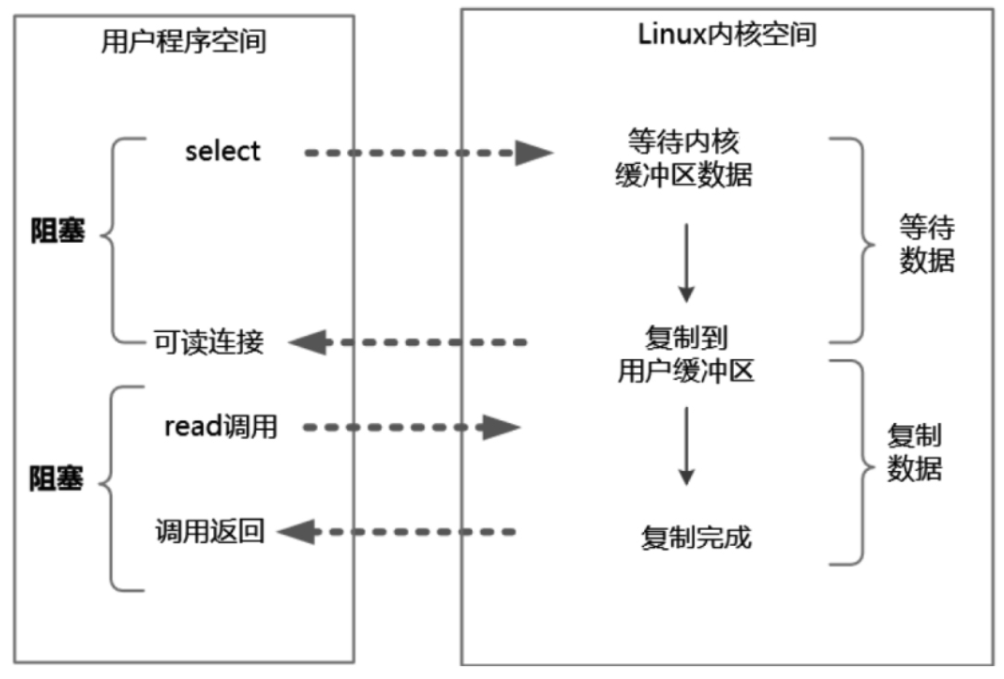 用户程序空间
select
阻塞
可读连接
read调用
阻塞
调用返回
Linux内核空间
等待内核
缓冲区数据
等待
数据
复制到
用户缓冲区
复制
数据
复制完成